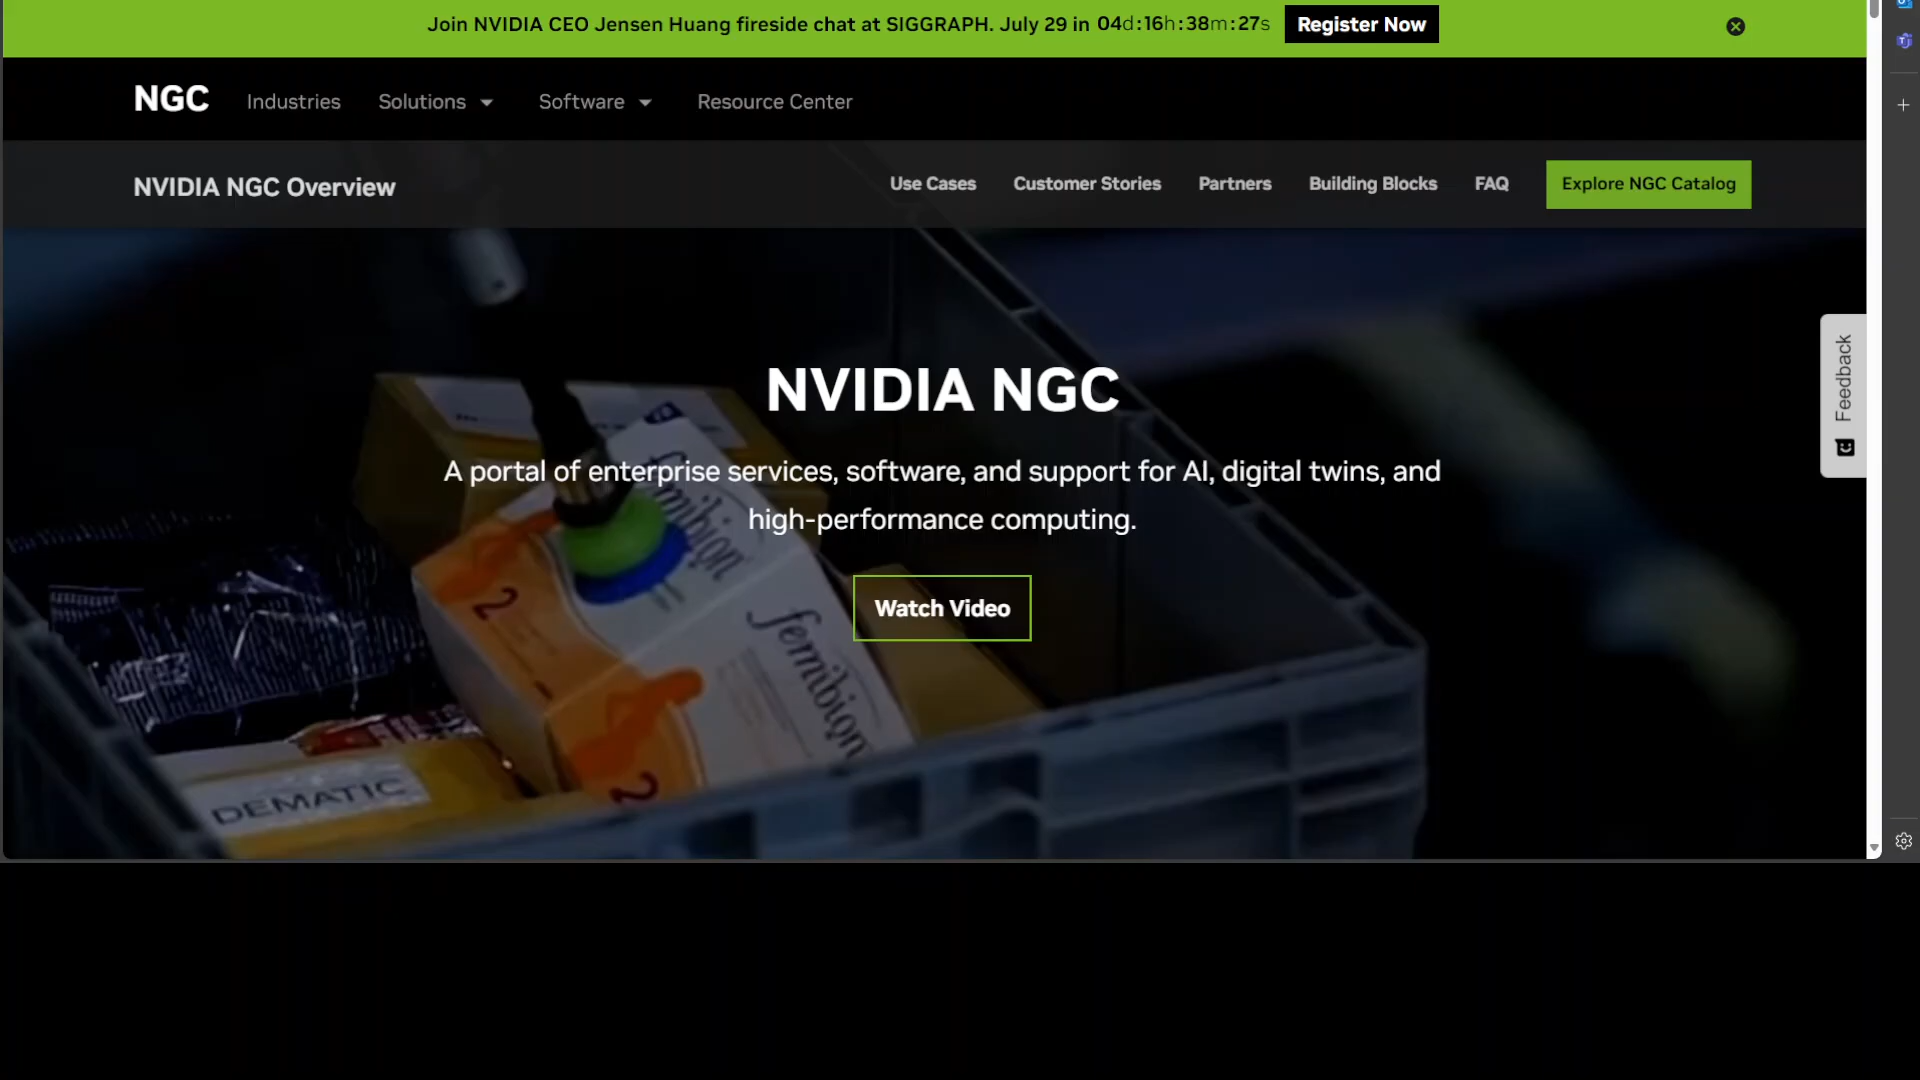 Join NVIDIA CEO Jensen Huang fireside chat at SIGGRAPH. July 29 in 04d:16h:38m:27s Register Now
NGC Industries Solutions Software Resource Center
NVIDIA NGC Overview Use Cases Customer Stories Partners Building Blocks FAQ Explore NGC Catalog
Feedback
NVIDIA NGC
A portal of enterprise services, software, and support for AI, digital twins, and
high-performance computing.
Watch Video
femibion
2
femibion
2
DEMATIC